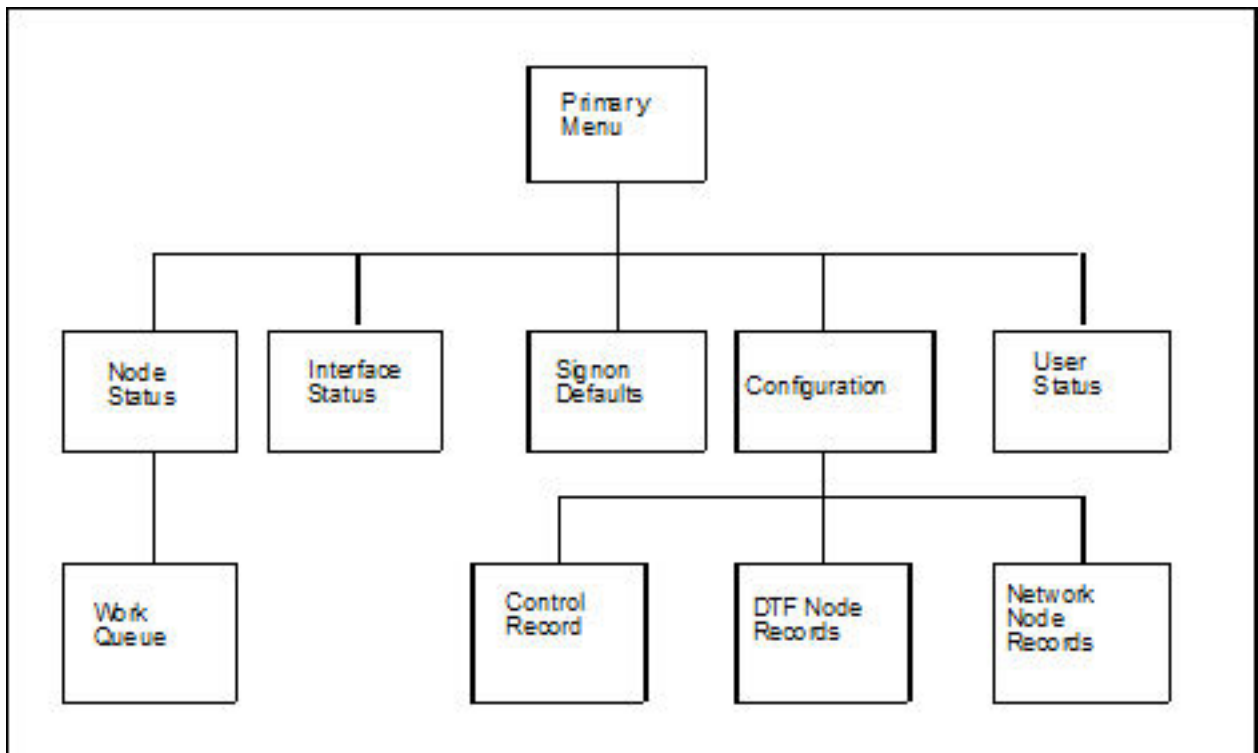 Primary
Menu
Node
Status
Interface
Status
Signon
Defaults
Configuration
User
Status
Work
Queue
Control
Record
DTF Node
Records
Network
Node
Records